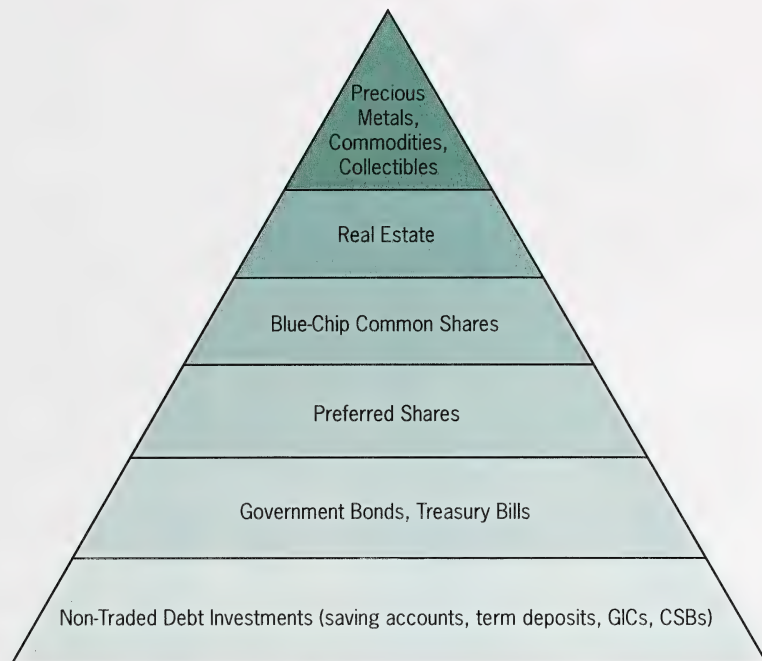 Precious
Metals,
Commodities,
Collectibles
Real Estate
Blue-Chip Common Shares
Preferred Shares
Government Bonds, Treasury Bills
Non-Traded Debt Investments (saving accounts, term deposits, GICs, CSBs)